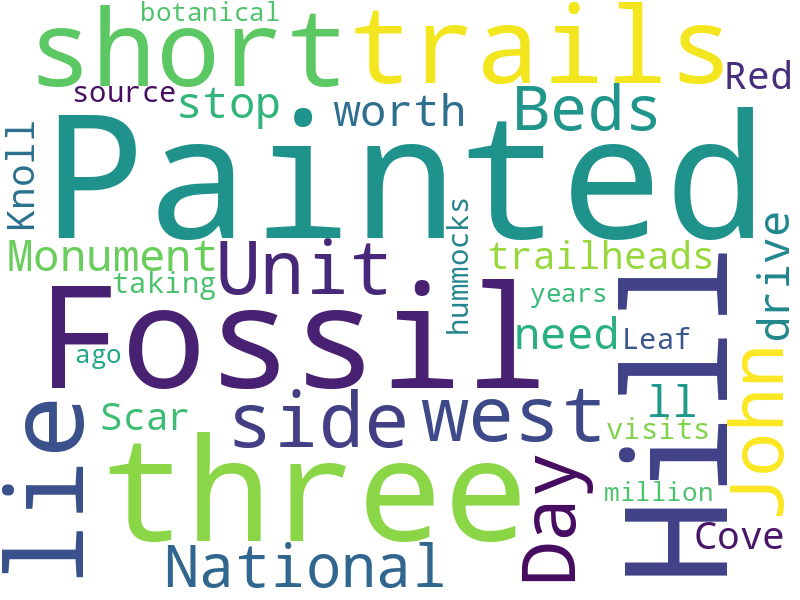 botanical
short trails
source
Red
stop
worth
Beds
Knoll
Painted
hummocks
Monument
Unit
trailheads
drive
taking
years
Fossil
need
Leaf
ago
Hill
John
lie
Scar
side
west
ll
visits
three
Day
million
Cove
National